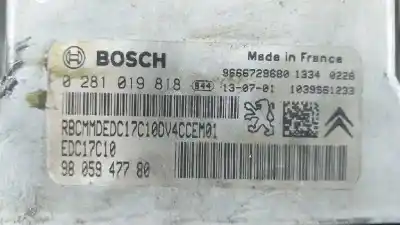 BOSCH
Made in France
9666729680 1334 0226
0 281 019 818 844 13-07-01 1039S61233
RBCMMDEDC17C10DV4CCEM01
EDC17C10
98 059 477 80